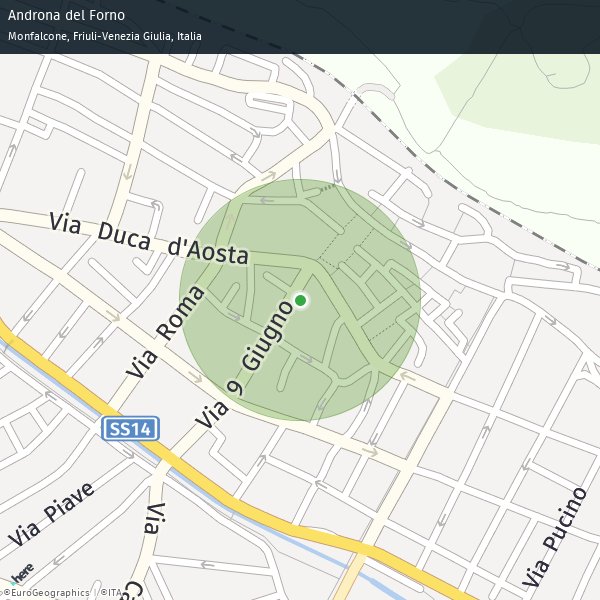 Androna del Forno
Monfalcone, Friuli-Venezia Giulia, Italia
Via Duca d'Aosta
Via Roma
Via 9 Giugno
SS14
Via Piave
Via
Ca
Via Pucino
here
©EuroGeographics | ©ITA